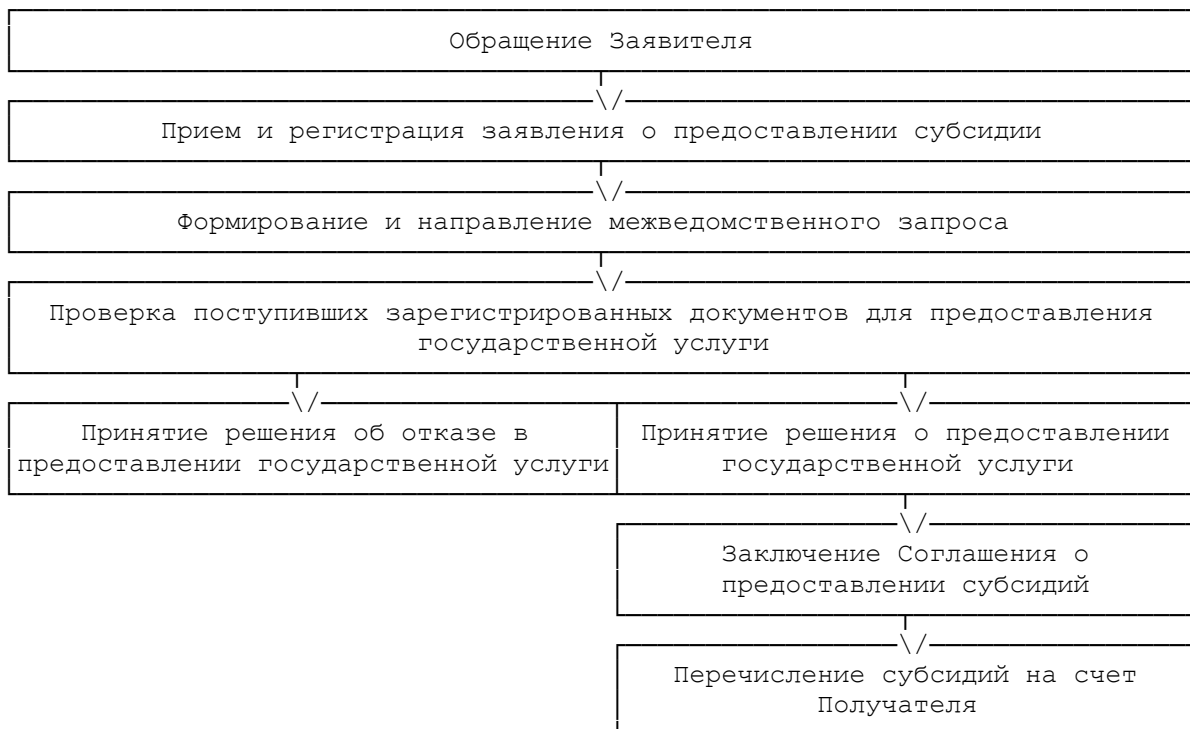 Обращение Заявителя
Прием и регистрация заявления о предоставлении субсидии
Формирование и направление межведомственного запроса
Проверка поступивших зарегистрированных документов для предоставления
государственной услуги
Принятие решения об отказе в
предоставлении государственной услуги
Принятие решения о предоставлении
государственной услуги
Заключение Соглашения о
предоставлении субсидий
Перечисление субсидий на счет
Получателя